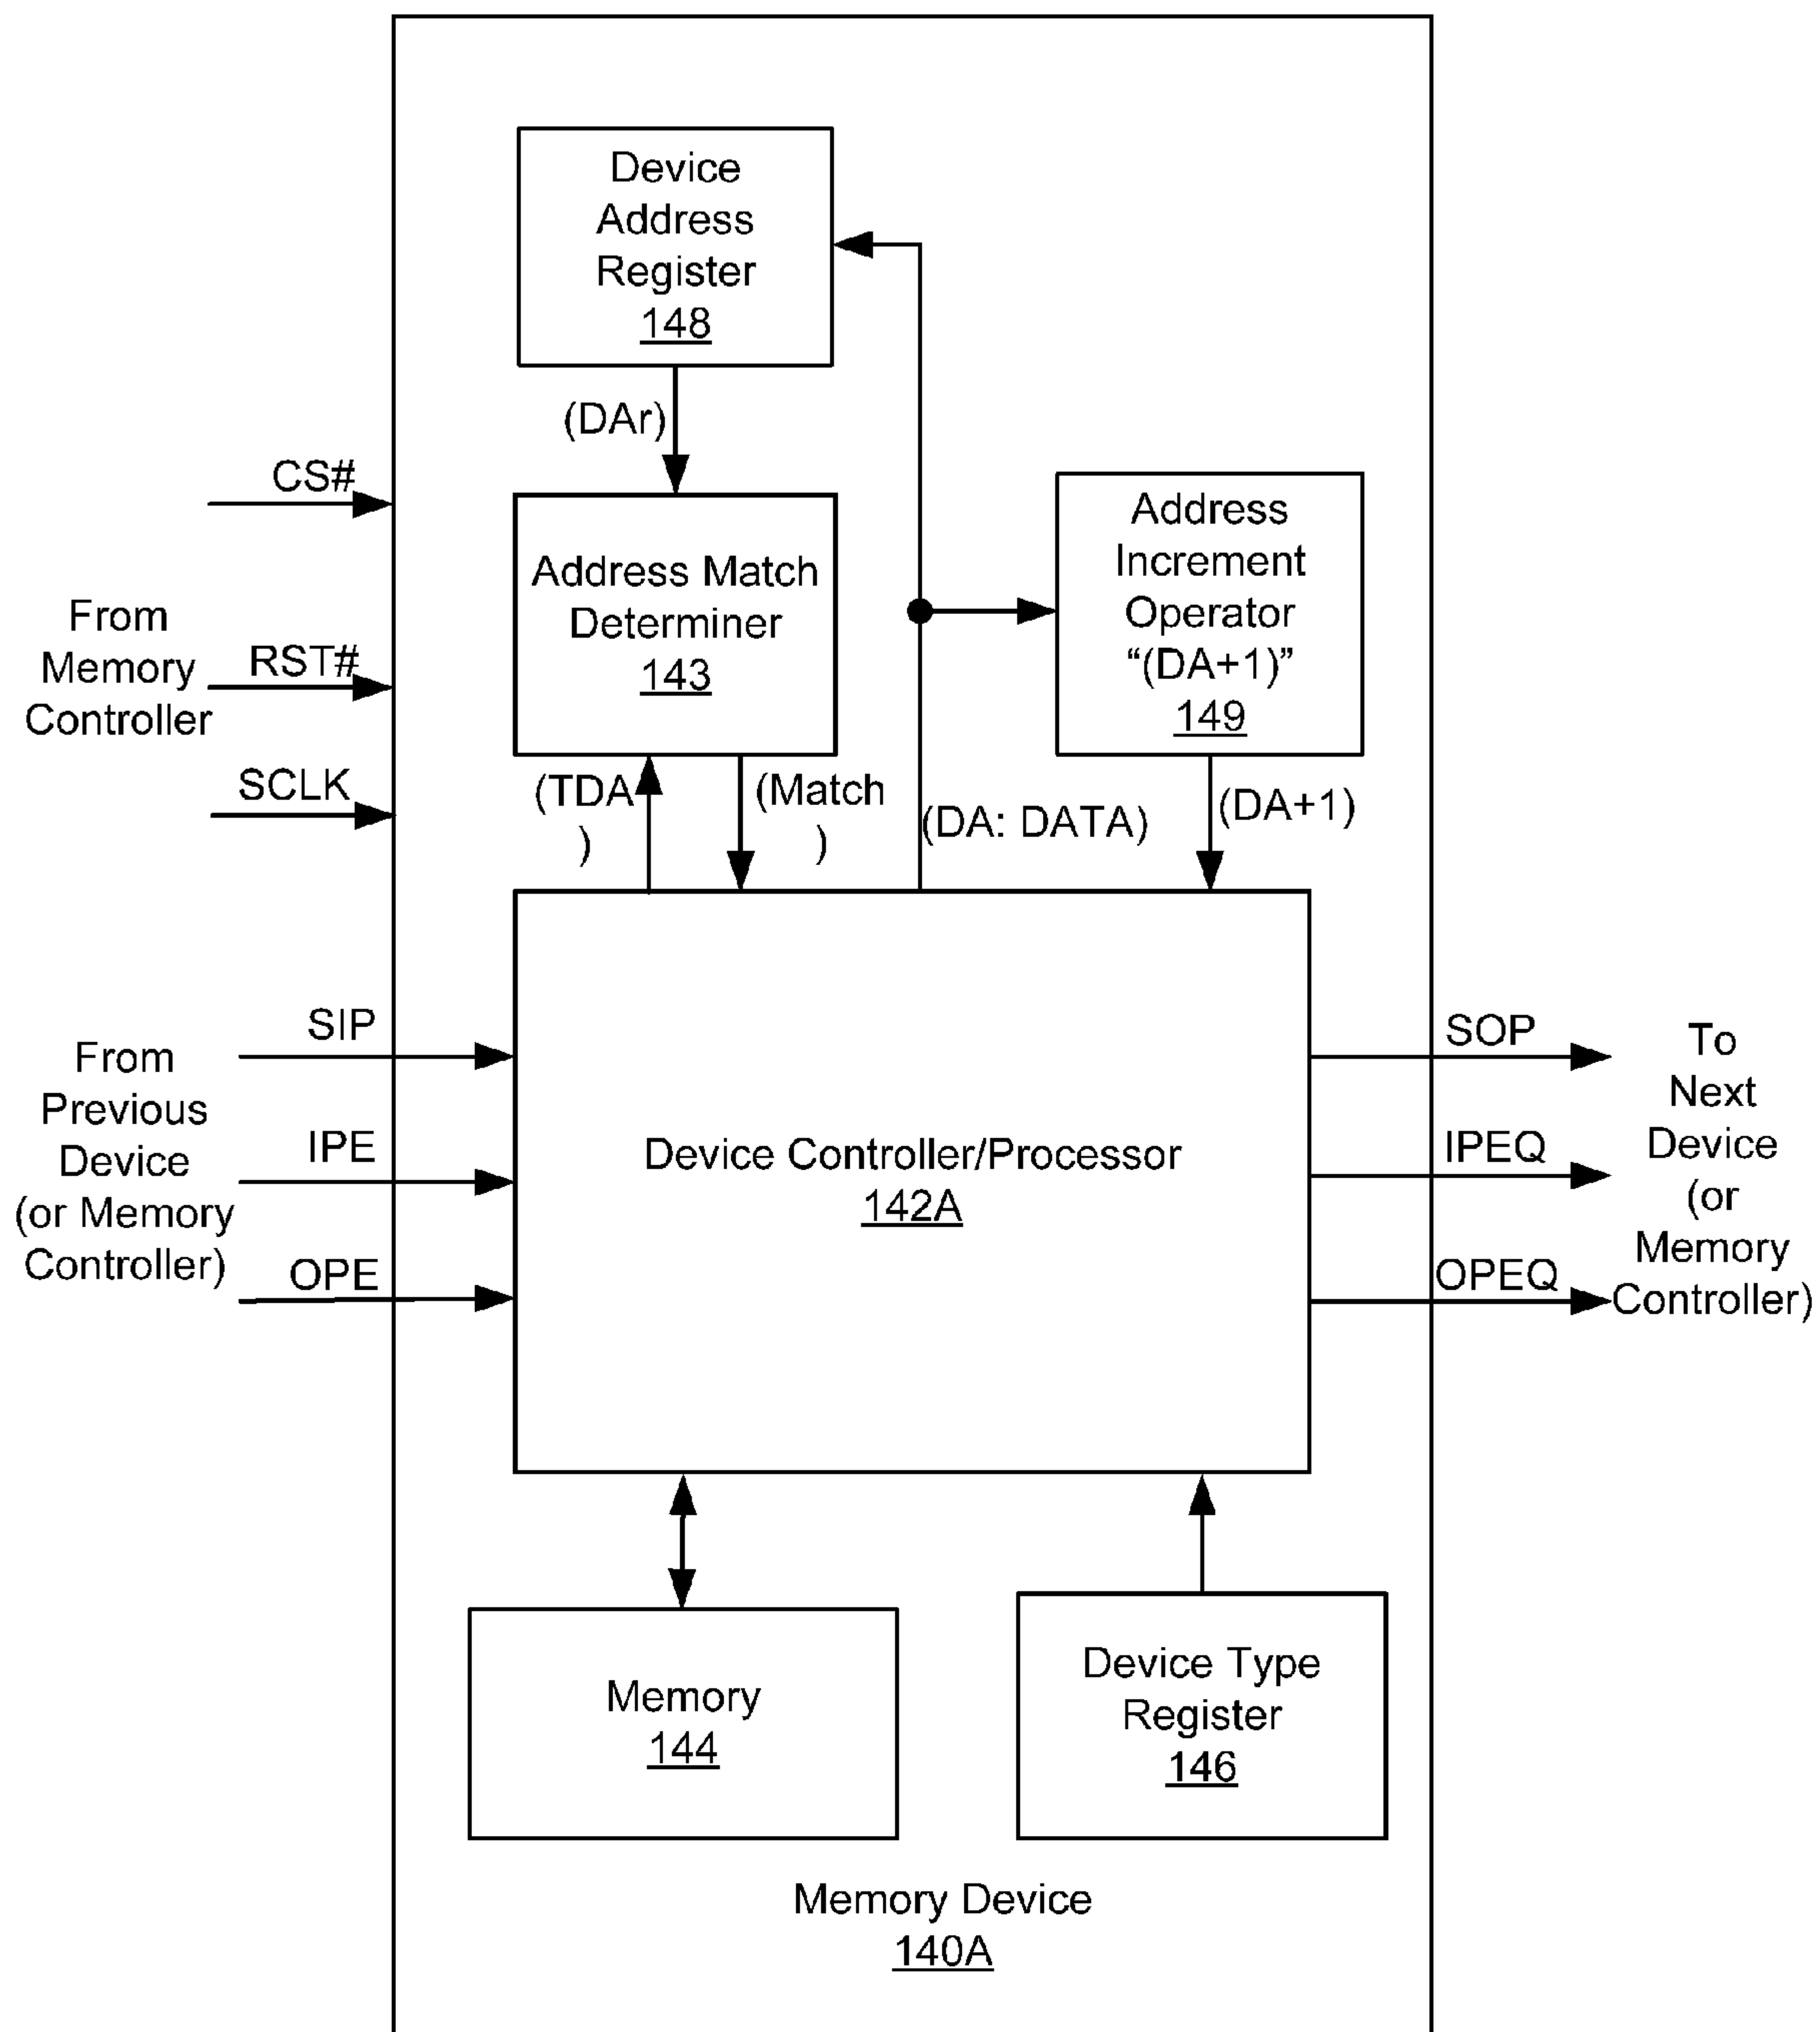 Device
Address
Register
148
(DAr)
CS#
Address Match
Determiner
143
Address
Increment
Operator
“(DA+1)”
149
From
Memory
Controller
RST#
SCLK
(TDA
)
(Match
)
(DA: DATA)
(DA+1)
SIP
From
Previous
Device
(or Memory
Controller)
IPE
OPE
Device Controller/Processor
142A
SOP
IPEQ
OPEQ
To
Next
Device
(or
Memory
Controller)
Memory
144
Device Type
Register
146
Memory Device
140A